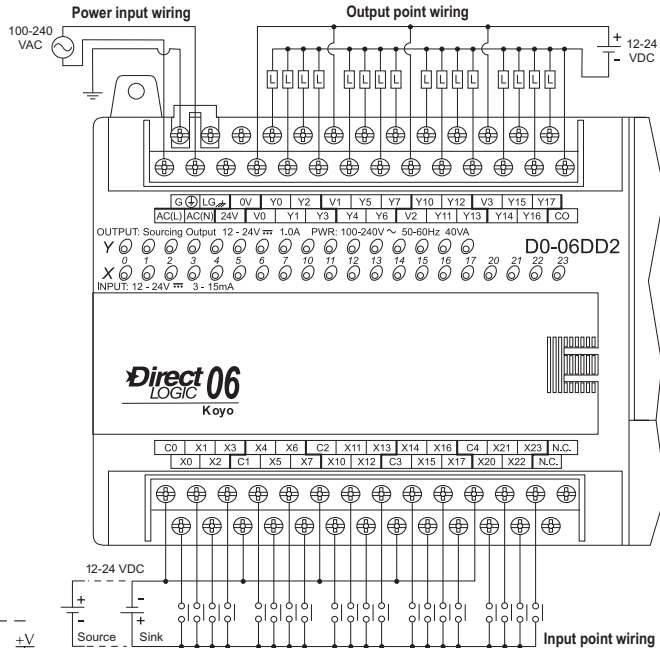 Power input wiring
Output point wiring
100-240
VAC
12-24
VDC
+
-
L L L L L L L L L L L L L L L L
G LG 0V Y0 Y2 V1 Y5 Y7 Y10 Y12 V3 Y15 Y17
AC(L) AC(N) 24V V0 Y1 Y3 Y4 Y6 V2 Y11 Y13 Y14 Y16 CO
OUTPUT: Sourcing Output 12 - 24V 1.0A PWR: 100-240V ~ 50-60Hz 40VA
D0-06DD2
Y
0 1 2 3 4 5 6 7 10 11 12 13 14 15 16 17 20 21 22 23
X
INPUT: 12 - 24V 3 - 15mA
Direct
LOGIC 06
Koyo
C0 X1 X3 X4 X6 C2 X11 X13 X14 X16 C4 X21 X23 N.C.
X0 X2 C1 X5 X7 X10 X12 C3 X15 X17 X20 X22 N.C.
12-24 VDC
+ -
- +
Source Sink
+V
Input point wiring